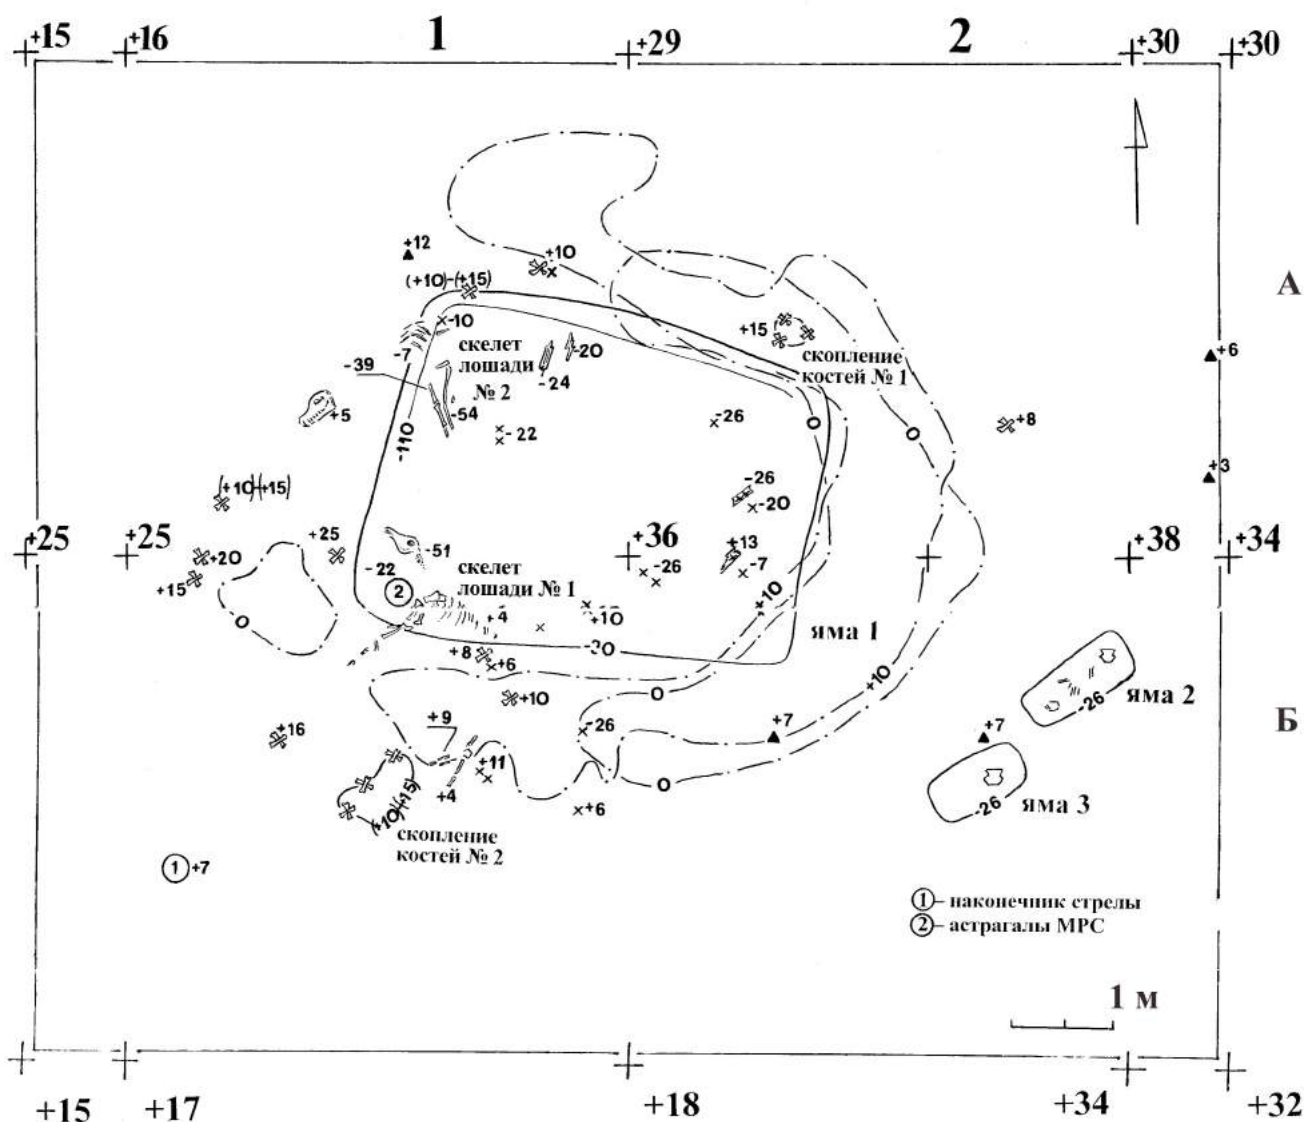 +15 +16 1 +29 2 +30 +30
+12
+10
(+10)-(+15)
А
-10
+15
-7
скелет
лошади
№ 2
-20
-24
скопление
костей № 1
+6
-39
+5
-54
-110
-22
-26
0
0
+8
(+10)-(+15)
-26
-20
+3
+25 +25 +36 +38 +34
+20
+25
-51
+13
-7
-26
+15
-22
2
скелет
лошади № 1
0
+4
+10
+10
яма 1
+8
+6
+10
0
+10
яма 2
-26
Б
+16
+9
-26
+7
+7
+11
+4
+6
0
-26
яма 3
(+10)-(+15)
скопление
костей № 2
1 +7
1 – наконечник стрелы
2 – астрагалы МРС
1 м
+15 +17 +18 +34 +32